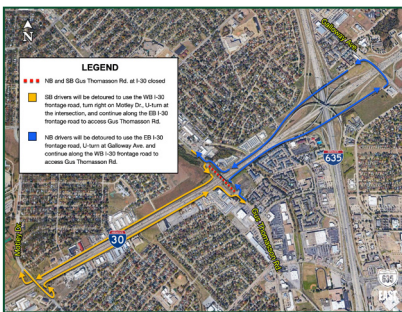 Galloway Ave
N
LEGEND
NB and SB Gus Thomasson Rd. at I-30 closed
SB drivers will be detoured to use the WB I-30
frontage road, turn right on Motley Dr., U-turn at
the intersection, and continue along the EB I-30
frontage road to access Gus Thomasson Rd.
NB drivers will be detoured to use the EB I-30
frontage road, U-turn at Galloway Ave, and
continue along the WB I-30 frontage road to
access Gus Thomasson Rd.
635
Gus Thomasson Rd
Motley Dr
30
635
EAST